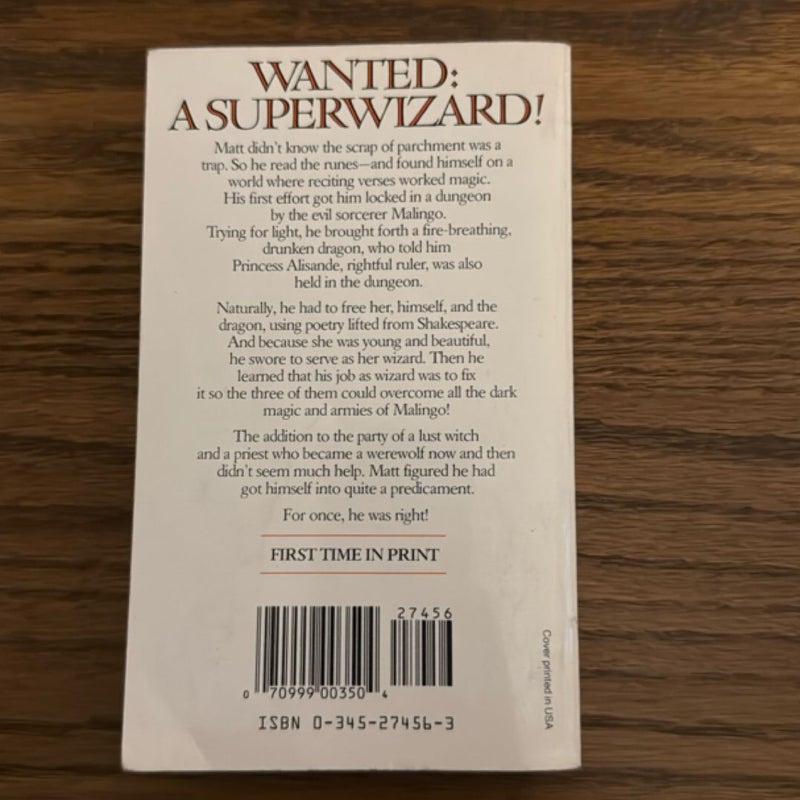 WANTED:
A SUPERWIZARD!
Matt didn't know the scrap of parchment was a
trap. So he read the runes—and found himself on a
world where reciting verses worked magic.
His first effort got him locked in a dungeon
by the evil sorcerer Malingo.
Trying for light, he brought forth a fire-breathing,
drunken dragon, who told him
Princess Alisande, rightful ruler, was also
held in the dungeon.
Naturally, he had to free her, himself, and the
dragon, using poetry lifted from Shakespeare.
And because she was young and beautiful,
he swore to serve as her wizard. Then he
learned that his job as wizard was to fix
it so the three of them could overcome all the dark
magic and armies of Malingo!
The addition to the party of a lust witch
and a priest who became a werewolf now and then
didn't seem much help. Matt figured he had
got himself into quite a predicament.
For once, he was right!
FIRST TIME IN PRINT
27456
0 70999 00350 4
ISBN 0-345-27456-3
Cover printed in USA